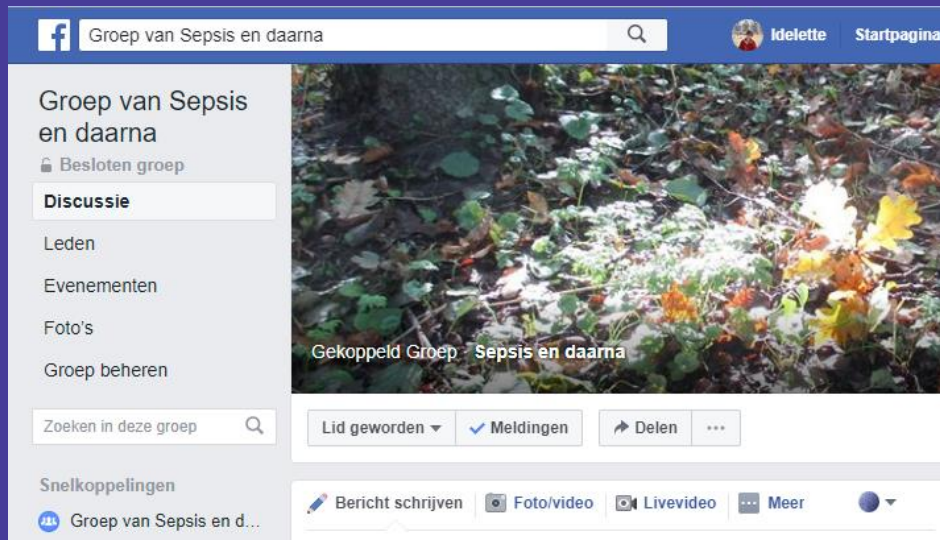 f Groep van Sepsis en daarna Idelette Startpagina
Groep van Sepsis
en daarna
Besloten groep
Discussie
Leden
Evenementen
Foto's
Groep beheren
Zoeken in deze groep
Snelkoppelingen
Groep van Sepsis en d...
Gekoppeld Groep · Sepsis en daarna
Lid geworden Meldingen Delen ...
Bericht schrijven Foto/video Livevideo Meer